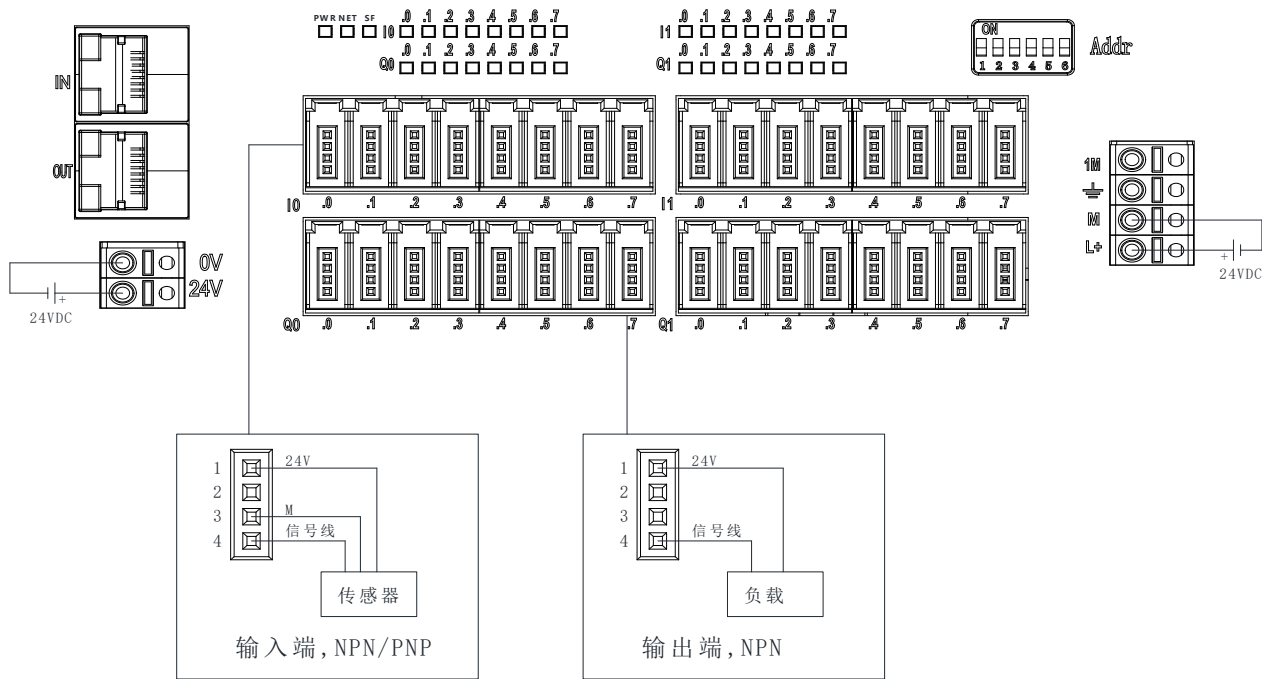 PWR NET SF
I0 .0 .1 .2 .3 .4 .5 .6 .7
Q0 .0 .1 .2 .3 .4 .5 .6 .7
I1 .0 .1 .2 .3 .4 .5 .6 .7
Q1 .0 .1 .2 .3 .4 .5 .6 .7
ON
1 2 3 4 5 6
Addr
IN
OUT
0V
24V
+
24VDC
I0 .0 .1 .2 .3 .4 .5 .6 .7
I1 .0 .1 .2 .3 .4 .5 .6 .7
Q0 .0 .1 .2 .3 .4 .5 .6 .7
Q1 .0 .1 .2 .3 .4 .5 .6 .7
1M
M
L+
+
24VDC
1 24V
2
3 M
4 信号线
传感器
输入端,NPN/PNP
1 24V
2
3
4 信号线
负载
输出端,NPN